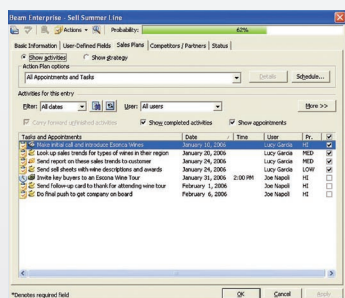 Beam Enterprise - Sell Summer Line
Actions Probability: 62%
Basic Information User-Defined Fields Sales Plans Competitors / Partners Status
Show activities Show strategy
Action Plan options
All Appointments and Tasks Details Schedule...
Activities for this entry
Filter: All dates User: All users More >>
Carry forward unfinished activities Show completed activities Show appointments
Tasks and Appointments Date Time User Pr.
Make initial call and introduce Escona Wines January 10, 2006 Lucy Garcia HI
Look up sales trends for types of wines in their region January 20, 2006 Lucy Garcia MED
Send report on these sales trends to customer January 24, 2006 Lucy Garcia MED
Send sell sheets with wine descriptions and awards January 24, 2006 Lucy Garcia LOW
Invite key buyers to an Escona Wine Tour January 31, 2006 2:00 PM Joe Napoli HI
Send follow-up card to thank for attending wine tour February 1, 2006 Joe Napoli HI
Do final push to get company on board February 6, 2006 Joe Napoli HI
*Denotes required field OK Cancel Apply